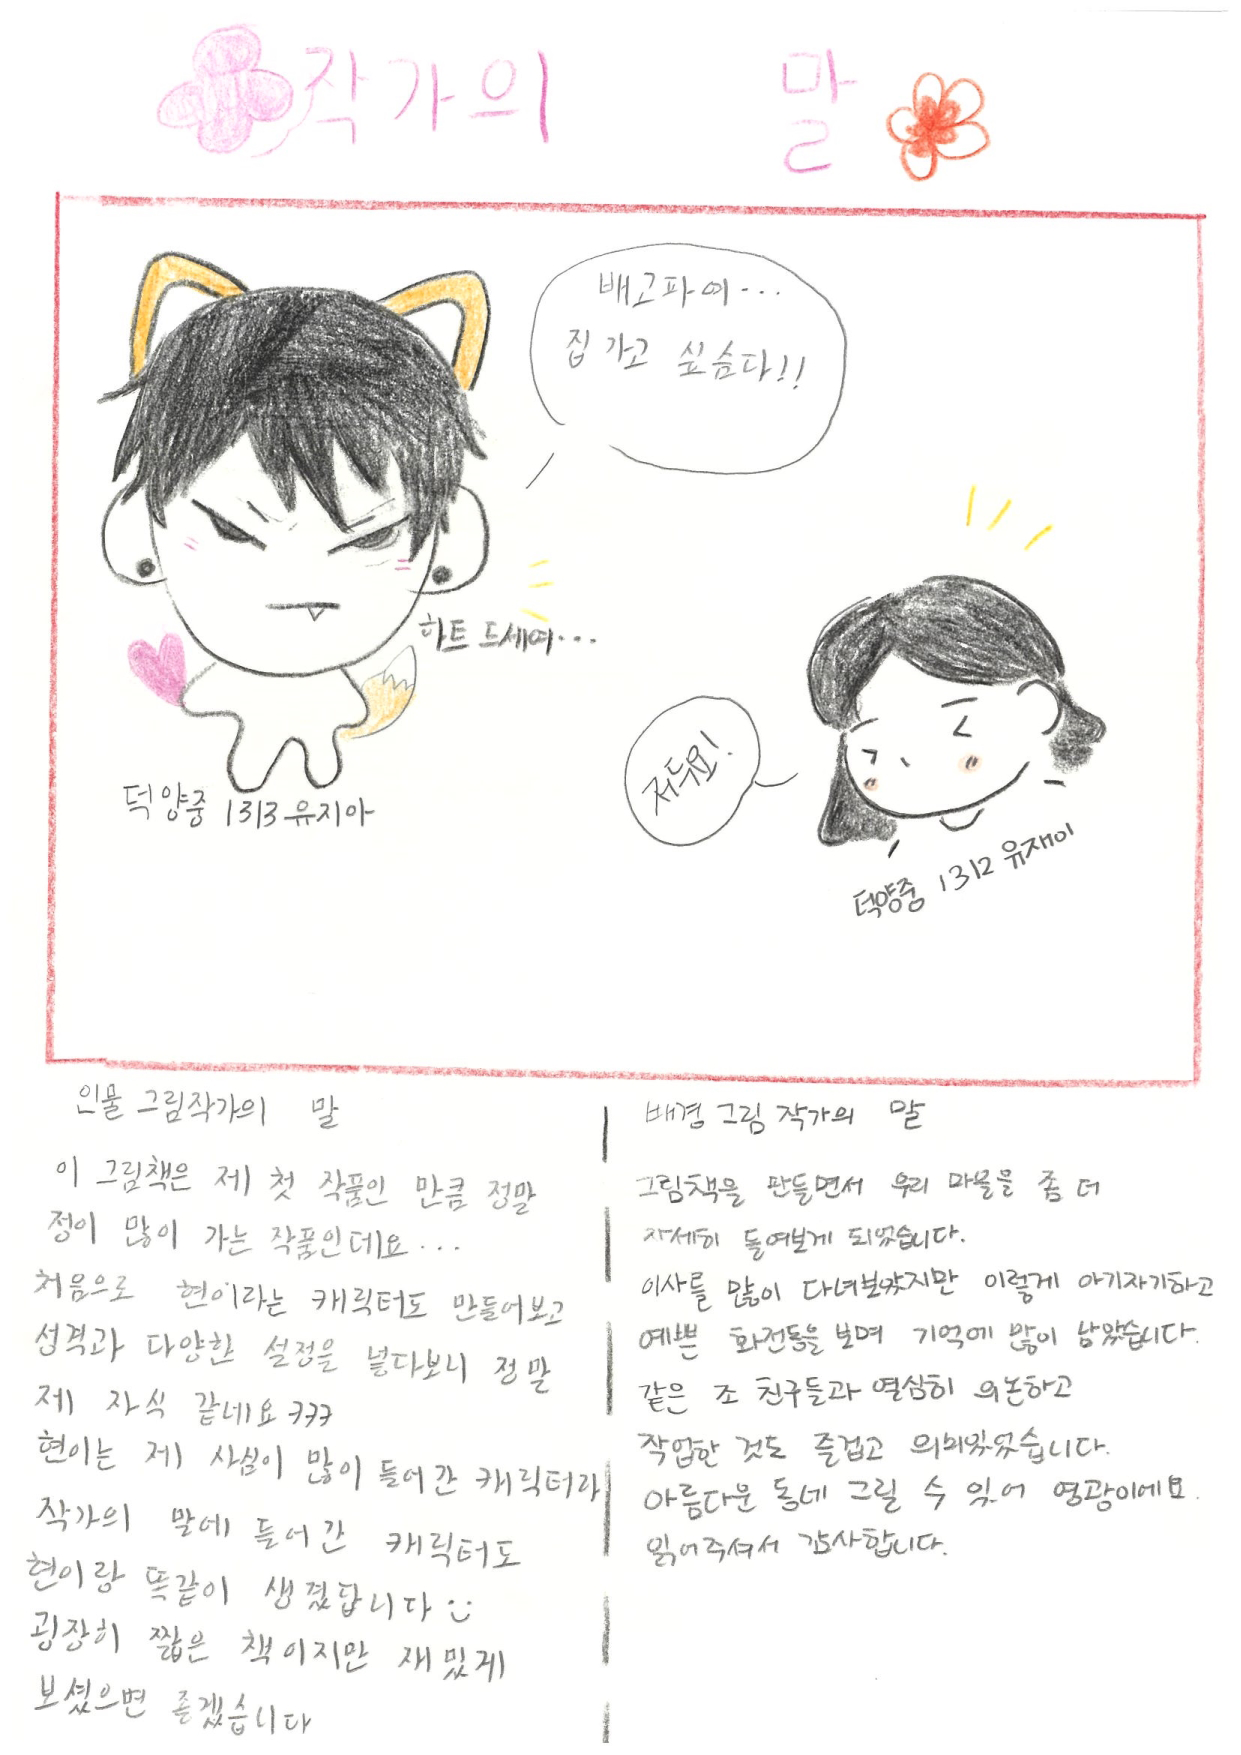 작가의 말
배고파여...
집 가고 싶슴다!!
하트 드세여...
덕양중 1313 유지아
저두요!
덕양중 1312 유재이
인물 그림작가의 말
이 그림책은 제 첫 작품인 만큼 정말
정이 많이 가는 작품인데요...
처음으로 현이라는 캐릭터도 만들어보고
성격과 다양한 설정을 넣다보니 정말
제 자식 같네요 ㅋㅋㅋ
현이는 제 사심이 많이 들어간 캐릭터라
작가의 말에 들어간 캐릭터도
현이랑 똑같이 생겼답니다
굉장히 짧은 책이지만 재밌게
보셨으면 좋겠습니다
배경 그림 작가의 말
그림책을 만들면서 우리 마을을 좀 더
자세히 돌여보게 되었습니다.
이사를 많이 다녀보았지만 이렇게 아기자기하고
예쁜 화전동을 보며 기억에 많이 남았습니다.
같은 조 친구들과 열심히 의논하고
작업한 것도 즐겁고 의미있었습니다.
아름다운 동네 그릴 수 있어 영광이에요.
읽어주셔서 감사합니다.